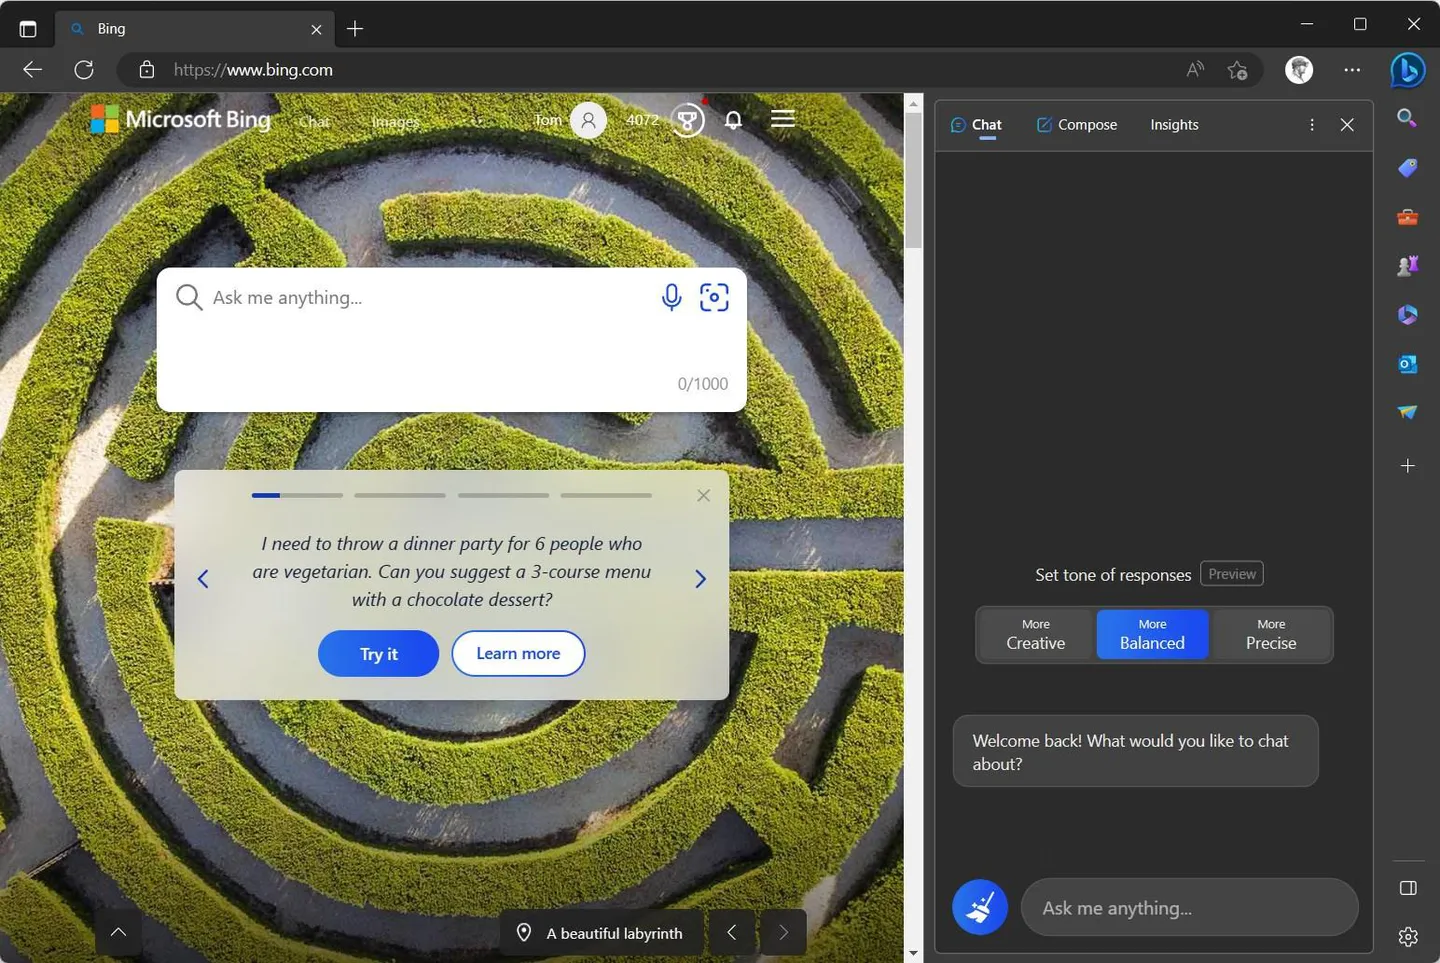 Bing
https://www.bing.com
Microsoft Bing
Chat
Images
Tom
4072
Ask me anything...
0/1000
I need to throw a dinner party for 6 people who
are vegetarian. Can you suggest a 3-course menu
with a chocolate dessert?
Try it
Learn more
A beautiful labyrinth
Chat
Compose
Insights
Set tone of responses
Preview
More
Creative
More
Balanced
More
Precise
Welcome back! What would you like to chat
about?
Ask me anything...